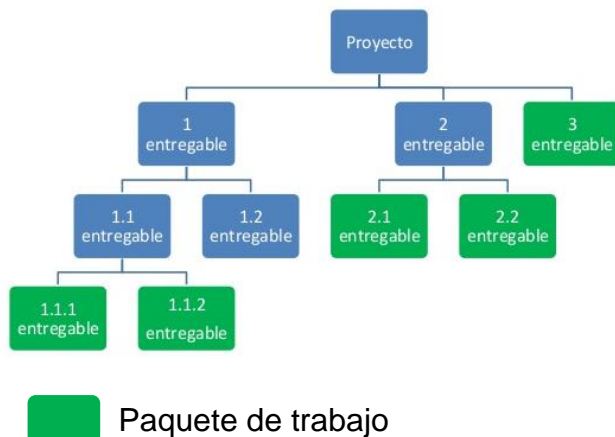 Proyecto
1
entregable
2
entregable
3
entregable
1.1
entregable
1.2
entregable
2.1
entregable
2.2
entregable
1.1.1
entregable
1.1.2
entregable
Paquete de trabajo